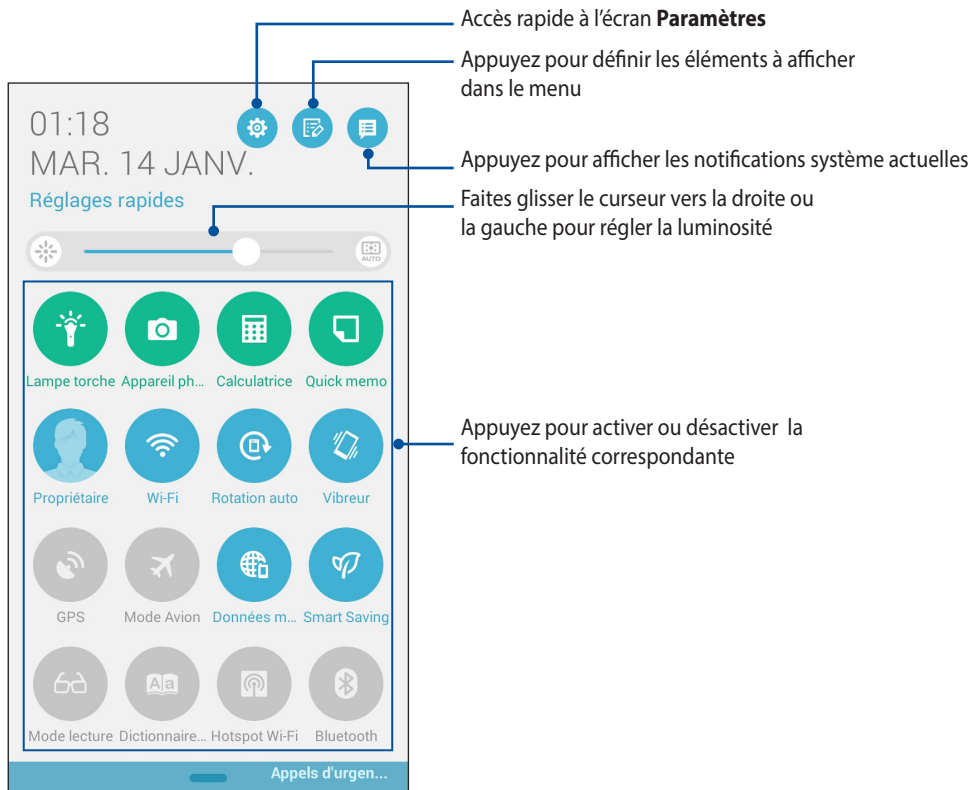 Accès rapide à l'écran Paramètres
Appuyez pour définir les éléments à afficher
dans le menu
01:18
MAR. 14 JANV.
Appuyez pour afficher les notifications système actuelles
Réglages rapides
Faites glisser le curseur vers la droite ou
la gauche pour régler la luminosité
AUTO
Lampe torche Appareil ph... Calculatrice Quick memo
Appuyez pour activer ou désactiver la
fonctionnalité correspondante
Propriétaire Wi-Fi Rotation auto Vibreur
GPS Mode Avion Données m... Smart Saving
Aa
Mode lecture Dictionnaire... Hotspot Wi-Fi Bluetooth
Appels d'urgen...